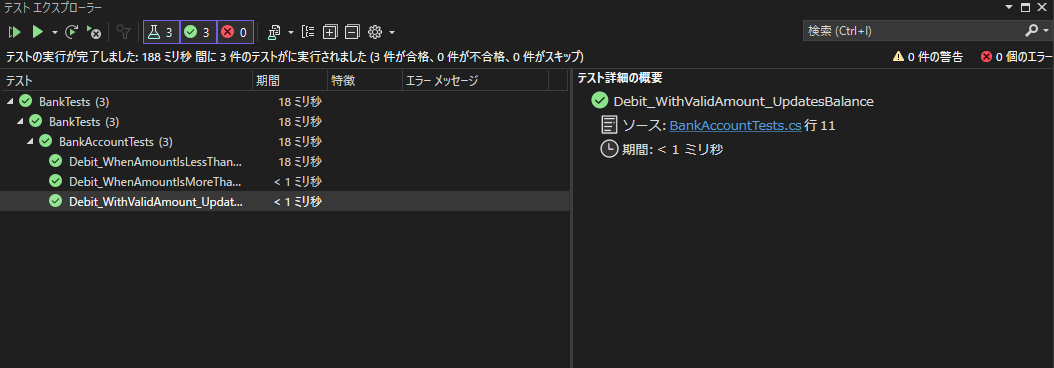 テスト エクスプローラー
3 3 0 検索 (Ctrl+I)
テストの実行が完了しました: 188 ミリ秒 間に 3 件のテストがに実行されました (3 件が合格、0 件が不合格、0 件がスキップ) 0 件の警告 0 個のエラー
テスト 期間 特徴 エラー メッセージ
BankTests (3) 18 ミリ秒
BankTests (3) 18 ミリ秒
BankAccountTests (3) 18 ミリ秒
Debit_WhenAmountIsLessThan... 18 ミリ秒
Debit_WhenAmountIsMoreTha... < 1 ミリ秒
Debit_WithValidAmount_Updat... < 1 ミリ秒
テスト詳細の概要
Debit_WithValidAmount_UpdatesBalance
ソース: BankAccountTests.cs 行 11
期間: < 1 ミリ秒